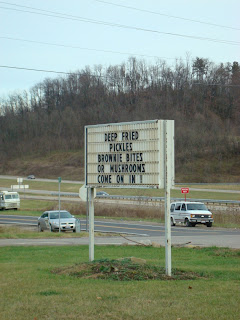 DEEP FRIED
PICKLES
BROWNIE BITES
OR MUSHROOMS
COME ON IN !